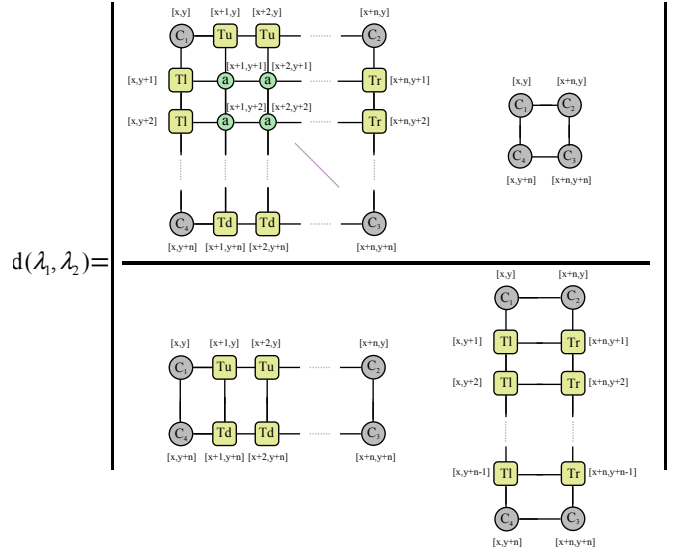 [x,y] [x+1,y] [x+2,y] [x+n,y]
C₁ Tu Tu C₂
[x+1,y+1] [x+2,y+1]
[x,y+1] Tl a a Tr [x+n,y+1]
[x+1,y+2] [x+2,y+2]
[x,y+2] Tl a a Tr [x+n,y+2]
C₄ Td Td C₃
[x,y+n] [x+1,y+n] [x+2,y+n] [x+n,y+n]
[x,y] [x+n,y]
C₁ C₂
C₄ C₃
[x,y+n] [x+n,y+n]
d(λ₁,λ₂)=
[x,y] [x+1,y] [x+2,y] [x+n,y]
C₁ Tu Tu C₂
C₄ Td Td C₃
[x,y+n] [x+1,y+n] [x+2,y+n] [x+n,y+n]
[x,y] [x+n,y]
C₁ C₂
[x,y+1] Tl Tr [x+n,y+1]
[x,y+2] Tl Tr [x+n,y+2]
[x,y+n-1] Tl Tr [x+n,y+n-1]
C₄ C₃
[x,y+n] [x+n,y+n]